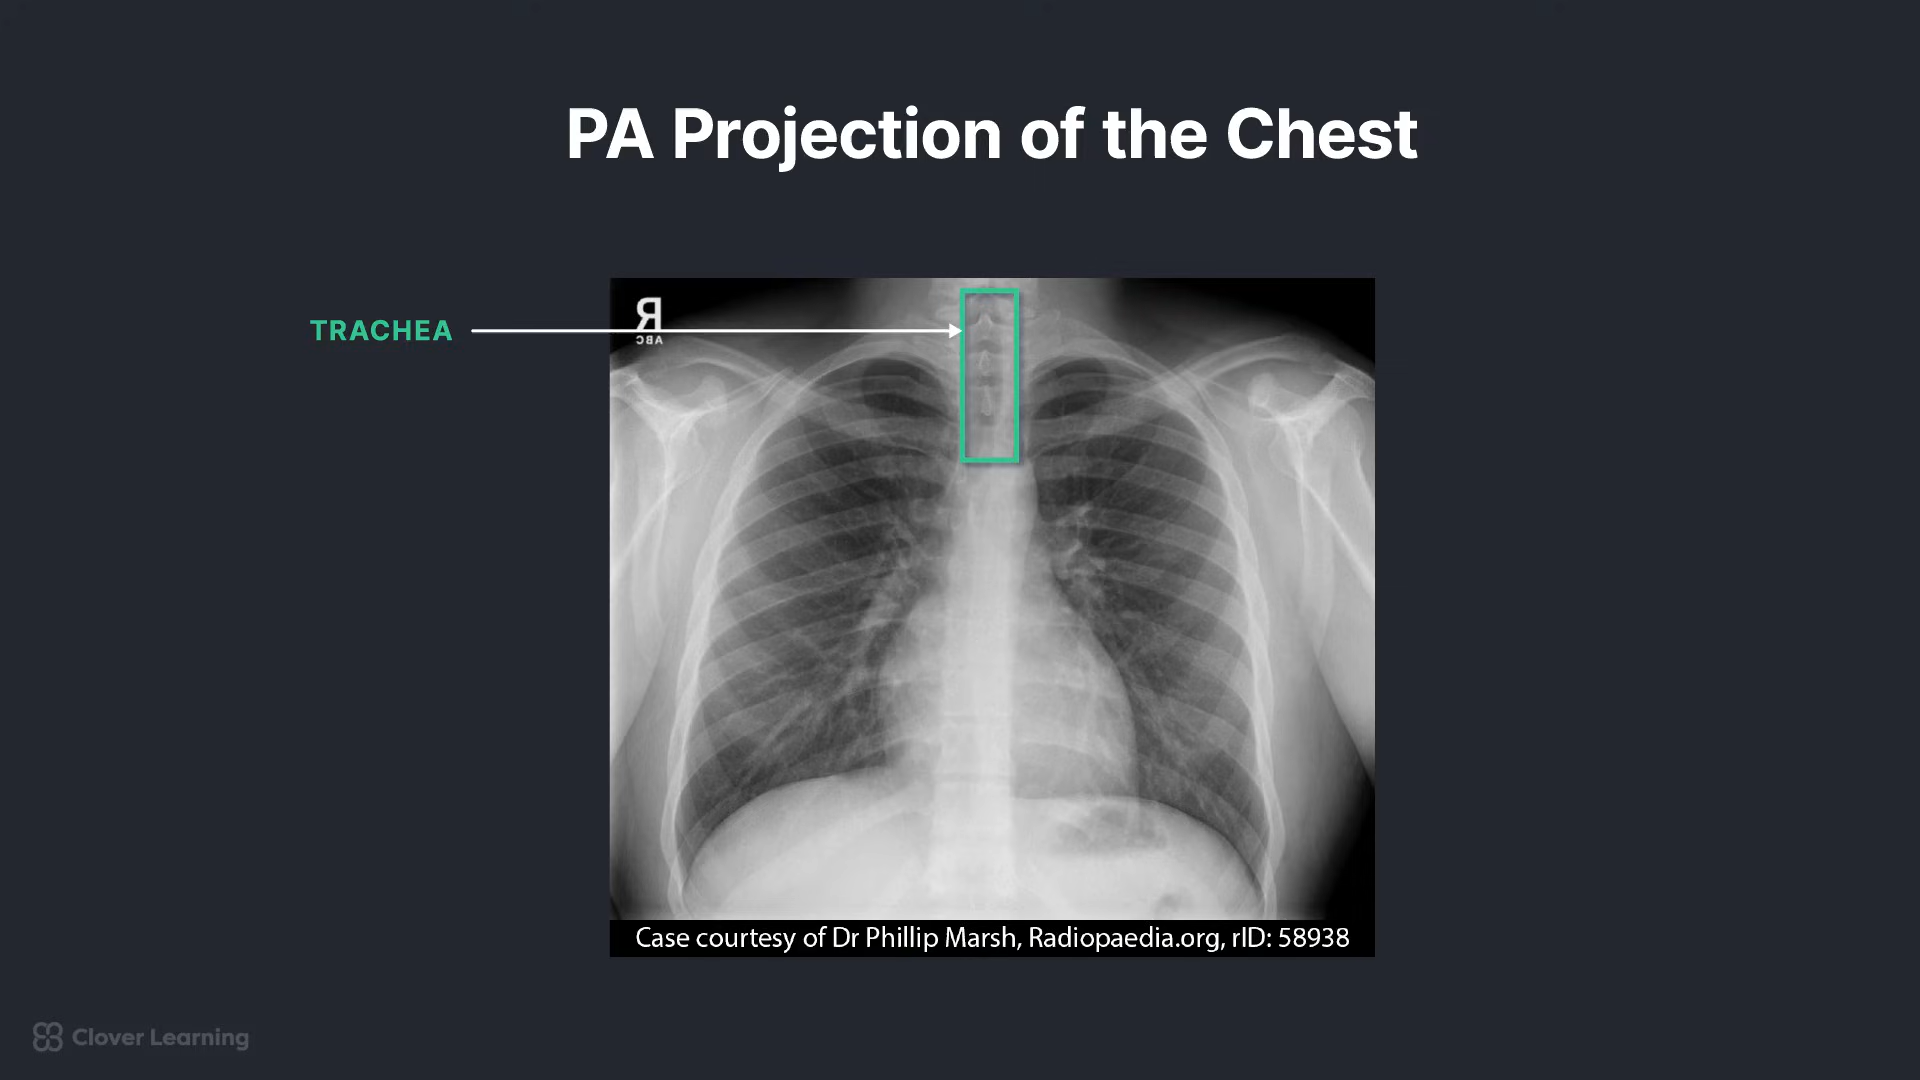 PA Projection of the Chest
R
ABC
TRACHEA
Case courtesy of Dr Phillip Marsh, Radiopaedia.org, rID: 58938
Clover Learning